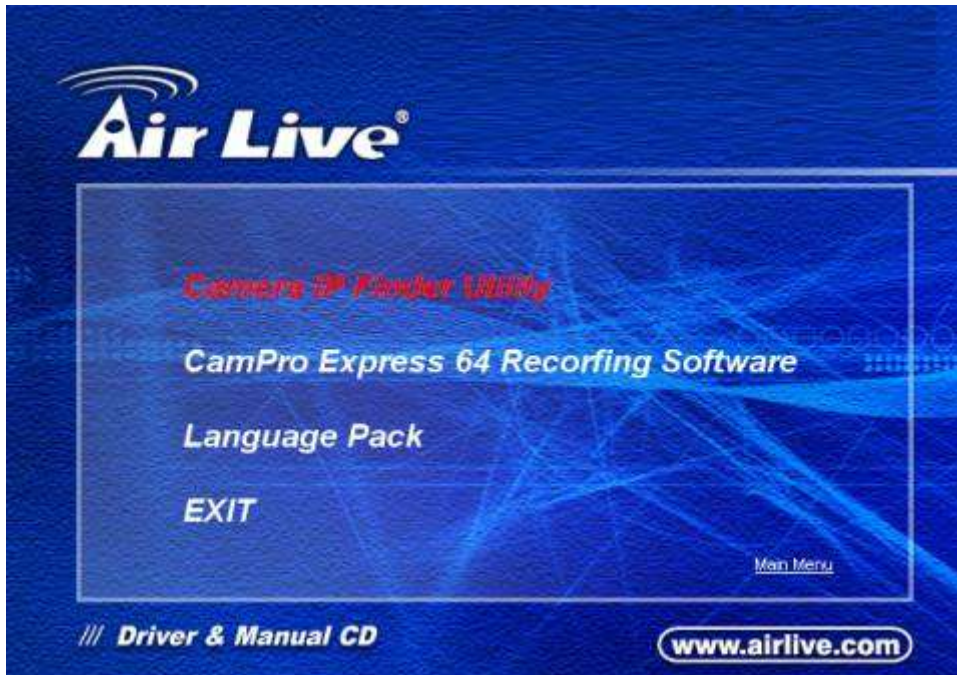 Air Live®
Camera IP Finder Utility
CamPro Express 64 Recorfing Software
Language Pack
EXIT
Main Menu
/// Driver & Manual CD
www.airlive.com